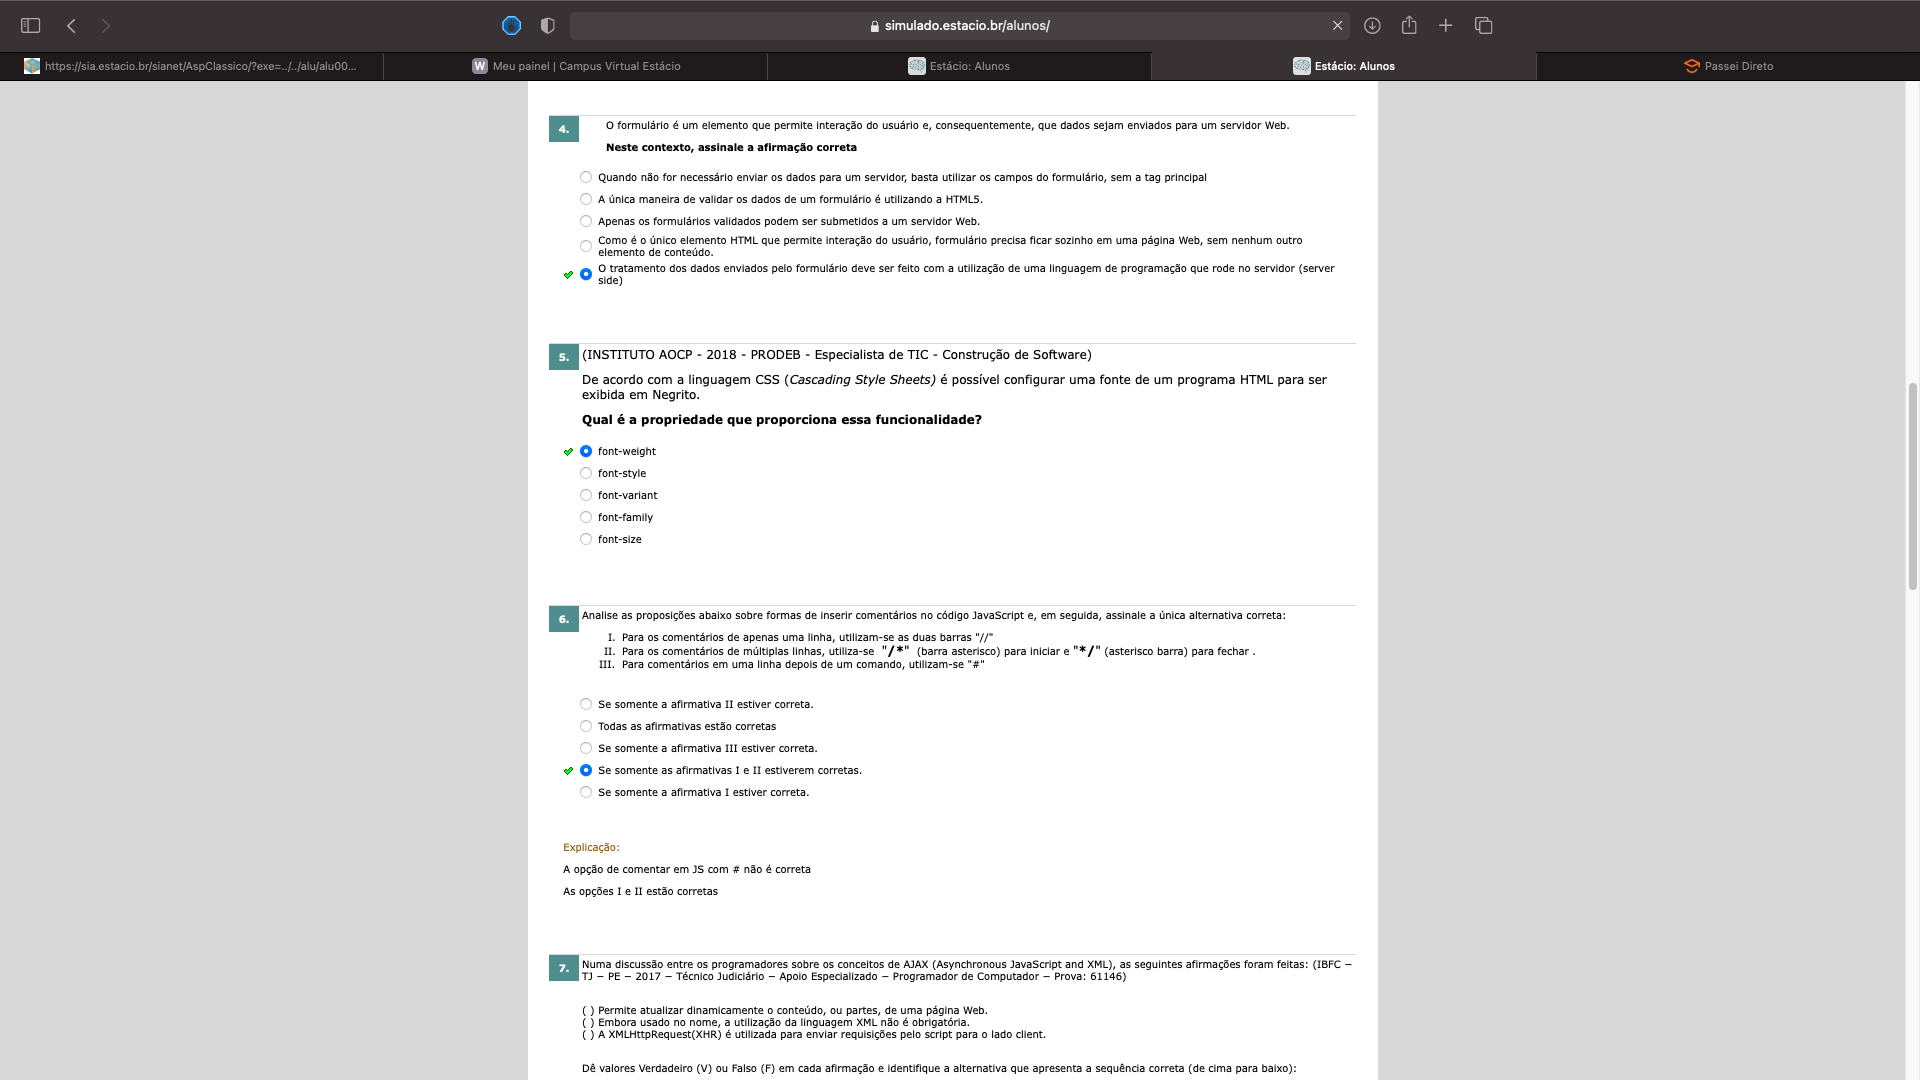 simulado.estacio.br/alunos/
https://sia.estacio.br/sianet/AspClassico/?exe=../../alu/alu00...
W Meu painel | Campus Virtual Estácio
Estácio: Alunos
Estácio: Alunos
Passei Direto
4.
O formulário é um elemento que permite interação do usuário e, consequentemente, que dados sejam enviados para um servidor Web.
Neste contexto, assinale a afirmação correta
Quando não for necessário enviar os dados para um servidor, basta utilizar os campos do formulário, sem a tag principal
A única maneira de validar os dados de um formulário é utilizando a HTML5.
Apenas os formulários validados podem ser submetidos a um servidor Web.
Como é o único elemento HTML que permite interação do usuário, formulário precisa ficar sozinho em uma página Web, sem nenhum outro
elemento de conteúdo.
O tratamento dos dados enviados pelo formulário deve ser feito com a utilização de uma linguagem de programação que rode no servidor (server
side)
5.
(INSTITUTO AOCP - 2018 - PRODEB - Especialista de TIC - Construção de Software)
De acordo com a linguagem CSS (Cascading Style Sheets) é possível configurar uma fonte de um programa HTML para ser
exibida em Negrito.
Qual é a propriedade que proporciona essa funcionalidade?
font-weight
font-style
font-variant
font-family
font-size
6.
Analise as proposições abaixo sobre formas de inserir comentários no código JavaScript e, em seguida, assinale a única alternativa correta:
I. Para os comentários de apenas uma linha, utilizam-se as duas barras "//"
II. Para os comentários de múltiplas linhas, utiliza-se "/*" (barra asterisco) para iniciar e "*/" (asterisco barra) para fechar .
III. Para comentários em uma linha depois de um comando, utilizam-se "#"
Se somente a afirmativa II estiver correta.
Todas as afirmativas estão corretas
Se somente a afirmativa III estiver correta.
Se somente as afirmativas I e II estiverem corretas.
Se somente a afirmativa I estiver correta.
Explicação:
A opção de comentar em JS com # não é correta
As opções I e II estão corretas
7.
Numa discussão entre os programadores sobre os conceitos de AJAX (Asynchronous JavaScript and XML), as seguintes afirmações foram feitas: (IBFC −
TJ − PE − 2017 − Técnico Judiciário − Apoio Especializado − Programador de Computador − Prova: 61146)
( ) Permite atualizar dinamicamente o conteúdo, ou partes, de uma página Web.
( ) Embora usado no nome, a utilização da linguagem XML não é obrigatória.
( ) A XMLHttpRequest(XHR) é utilizada para enviar requisições pelo script para o lado client.
Dê valores Verdadeiro (V) ou Falso (F) em cada afirmação e identifique a alternativa que apresenta a sequência correta (de cima para baixo):